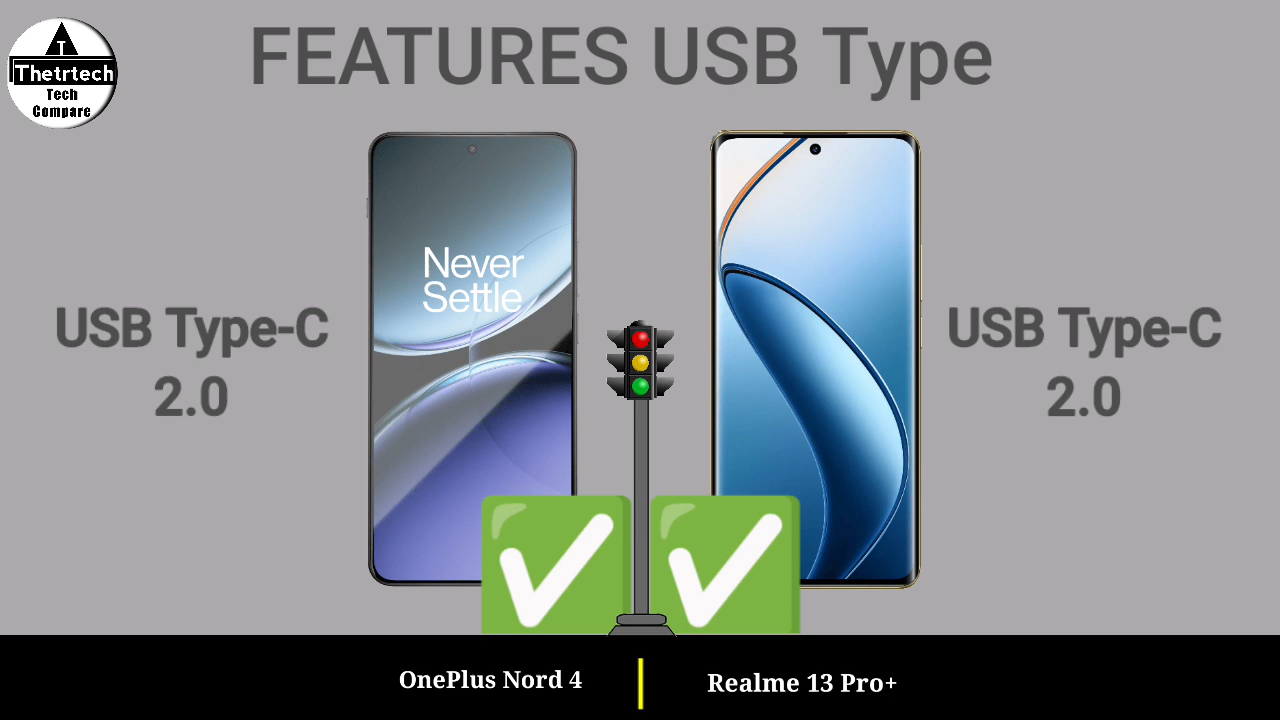 T
Thetrtech
Tech
Compare
FEATURES USB Type
Never
Settle
USB Type-C
2.0
USB Type-C
2.0
OnePlus Nord 4
Realme 13 Pro+